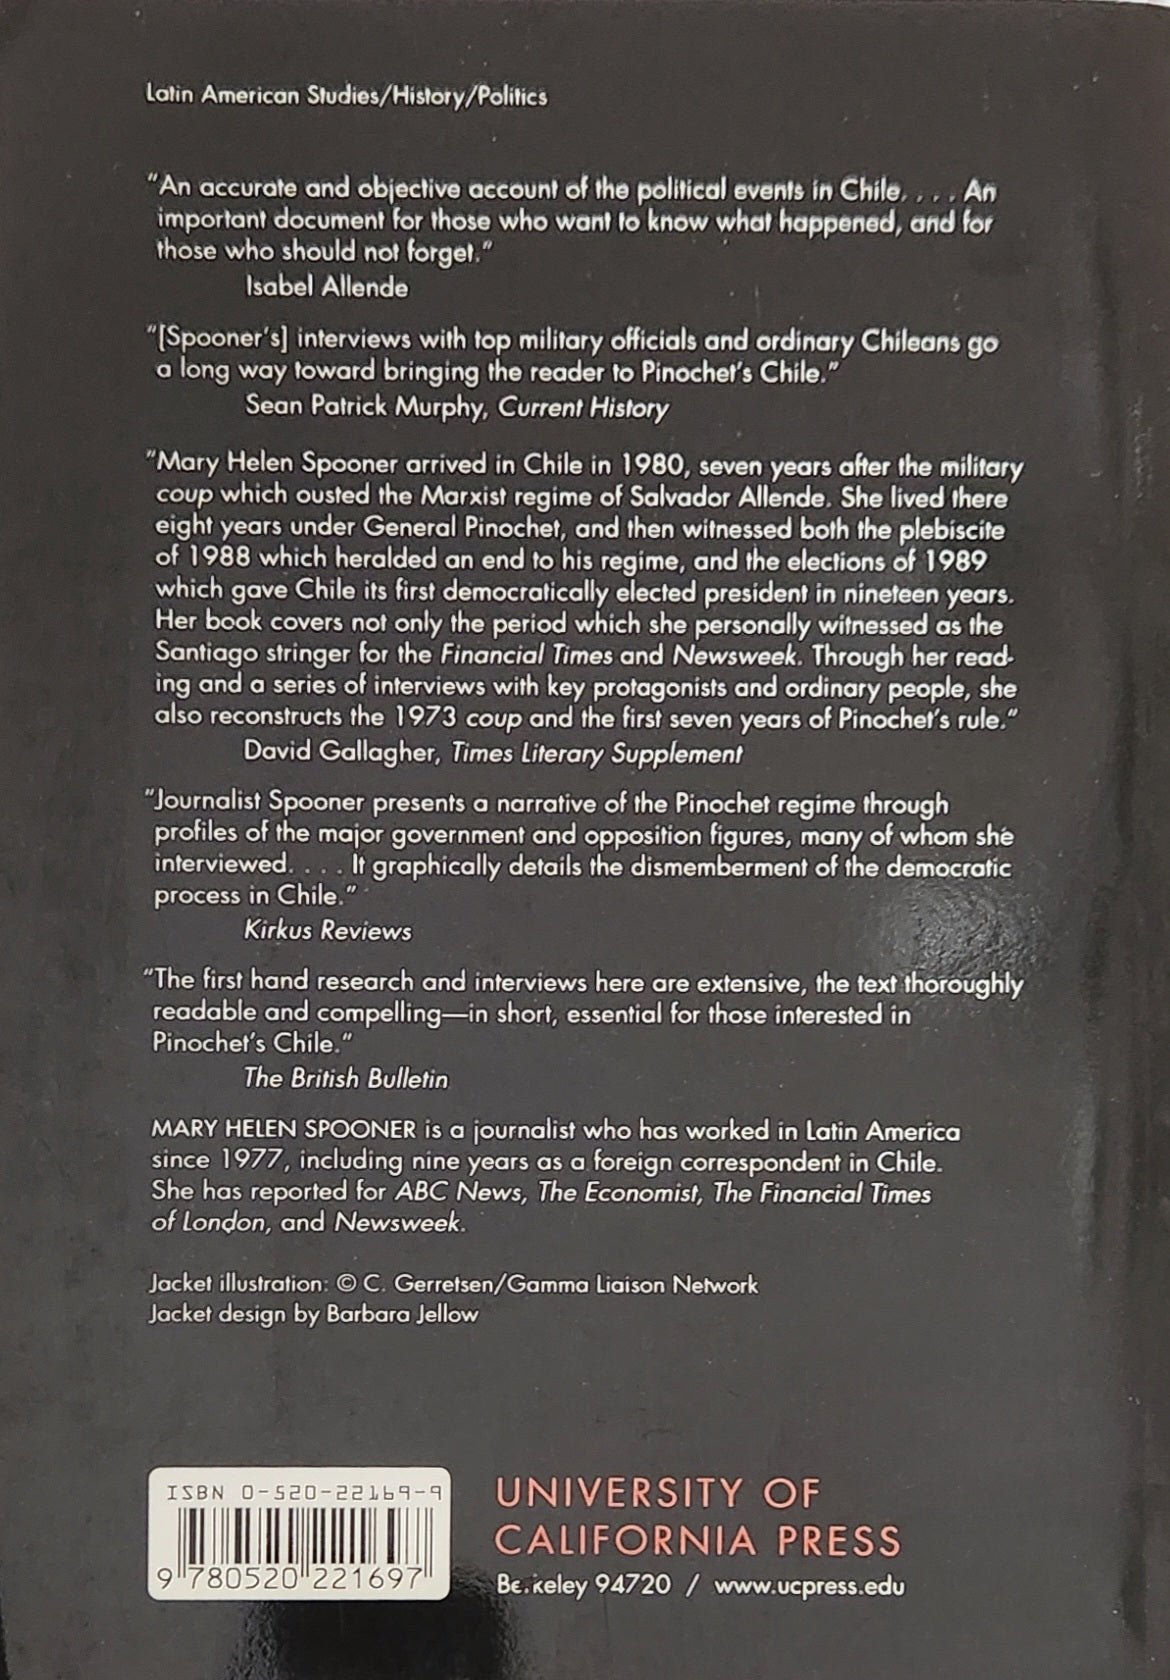 Latin American Studies/History/Politics
"An accurate and objective account of the political events in Chile. . . . An
important document for those who want to know what happened, and for
those who should not forget."
Isabel Allende
"[Spooner's] interviews with top military officials and ordinary Chileans go
a long way toward bringing the reader to Pinochet's Chile."
Sean Patrick Murphy, Current History
"Mary Helen Spooner arrived in Chile in 1980, seven years after the military
coup which ousted the Marxist regime of Salvador Allende. She lived there
eight years under General Pinochet, and then witnessed both the plebiscite
of 1988 which heralded an end to his regime, and the elections of 1989
which gave Chile its first democratically elected president in nineteen years.
Her book covers not only the period which she personally witnessed as the
Santiago stringer for the Financial Times and Newsweek. Through her read-
ing and a series of interviews with key protagonists and ordinary people, she
also reconstructs the 1973 coup and the first seven years of Pinochet's rule."
David Gallagher, Times Literary Supplement
"Journalist Spooner presents a narrative of the Pinochet regime through
profiles of the major government and opposition figures, many of whom she
interviewed. . . . It graphically details the dismemberment of the democratic
process in Chile."
Kirkus Reviews
"The first hand research and interviews here are extensive, the text thoroughly
readable and compelling—in short, essential for those interested in
Pinochet's Chile."
The British Bulletin
MARY HELEN SPOONER is a journalist who has worked in Latin America
since 1977, including nine years as a foreign correspondent in Chile.
She has reported for ABC News, The Economist, The Financial Times
of London, and Newsweek.
Jacket illustration: © C. Gerretsen/Gamma Liaison Network
Jacket design by Barbara Jellow
ISBN 0-520-22169-9
9 780520 221697
UNIVERSITY OF
CALIFORNIA PRESS
Berkeley 94720 / www.ucpress.edu